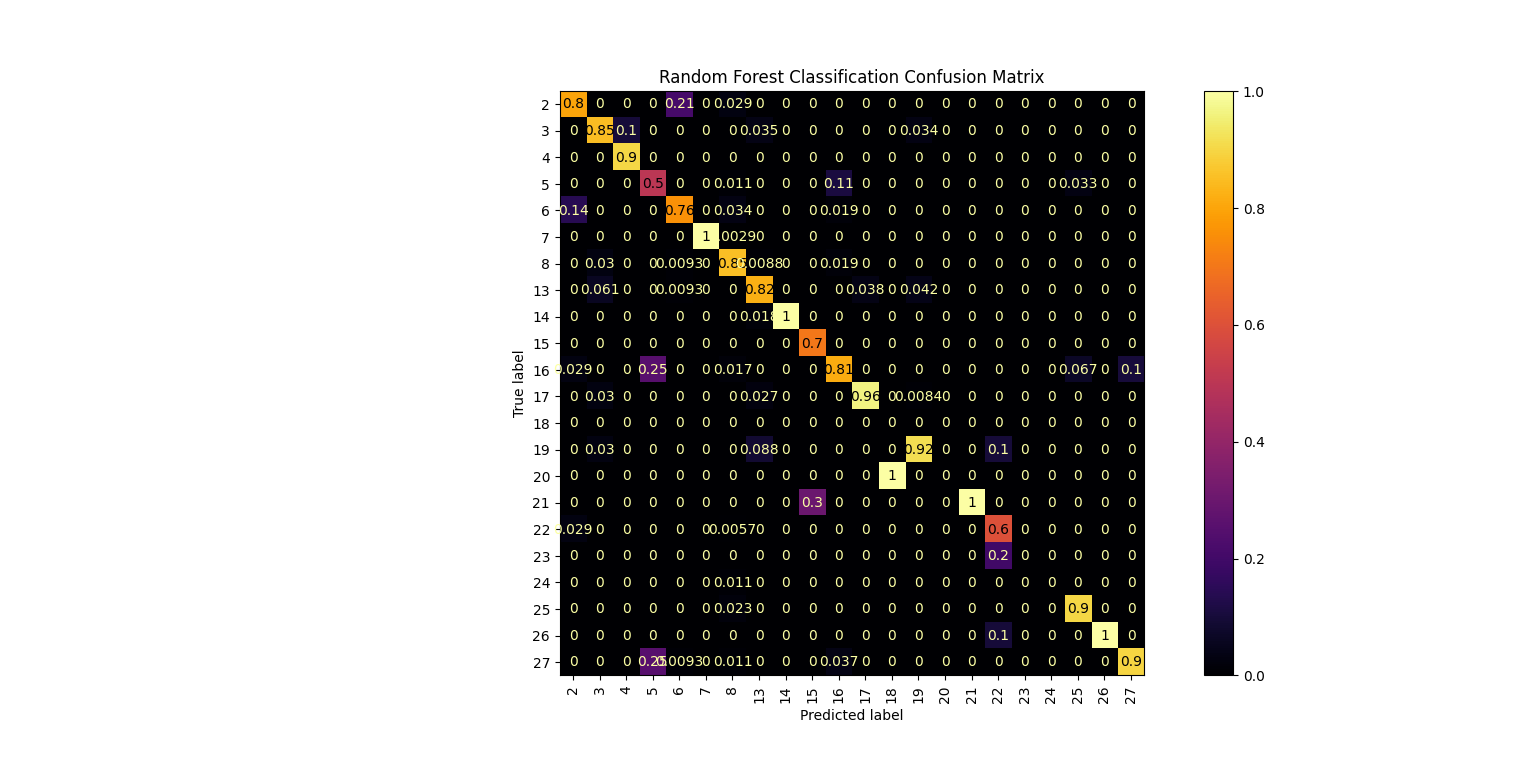 Random Forest Classification Confusion Matrix
2 0.8 0 0 0 0.21 0 0.029 0 0 0 0 0 0 0 0 0 0 0 0 0 0 0 1.0
3 0 0.85 0.1 0 0 0 0 0.035 0 0 0 0 0 0.034 0 0 0 0 0 0 0 0
4 0 0 0.9 0 0 0 0 0 0 0 0 0 0 0 0 0 0 0 0 0 0 0
5 0 0 0 0.5 0 0 0.011 0 0 0 0.11 0 0 0 0 0 0 0 0 0.033 0 0
6 0.14 0 0 0 0.76 0 0.034 0 0 0 0.019 0 0 0 0 0 0 0 0 0 0 0 0.8
7 0 0 0 0 0 1 .0029 0 0 0 0 0 0 0 0 0 0 0 0 0 0 0
8 0 0.03 0 0 0.0093 0 0.85 0.0088 0 0 0.019 0 0 0 0 0 0 0 0 0 0 0
13 0 0.061 0 0 0.0093 0 0 0.82 0 0 0 0.038 0 0.042 0 0 0 0 0 0 0 0
14 0 0 0 0 0 0 0 0.018 1 0 0 0 0 0 0 0 0 0 0 0 0 0 0.6
15 0 0 0 0 0 0 0 0 0 0.7 0 0 0 0 0 0 0 0 0 0 0 0
16 0.029 0 0 0.25 0 0 0.017 0 0 0 0.81 0 0 0 0 0 0 0 0 0.067 0 0.1
17 0 0.03 0 0 0 0 0 0.027 0 0 0 0.96 0 0.0084 0 0 0 0 0 0 0 0
18 0 0 0 0 0 0 0 0 0 0 0 0 0 0 0 0 0 0 0 0 0 0
19 0 0.03 0 0 0 0 0 0.088 0 0 0 0 0 0.92 0 0 0.1 0 0 0 0 0 0.4
20 0 0 0 0 0 0 0 0 0 0 0 0 1 0 0 0 0 0 0 0 0 0
21 0 0 0 0 0 0 0 0 0 0.3 0 0 0 0 0 1 0 0 0 0 0 0
22 0.029 0 0 0 0 0 0.0057 0 0 0 0 0 0 0 0 0 0.6 0 0 0 0 0
23 0 0 0 0 0 0 0 0 0 0 0 0 0 0 0 0 0.2 0 0 0 0 0 0.2
24 0 0 0 0 0 0 0.011 0 0 0 0 0 0 0 0 0 0 0 0 0 0 0
25 0 0 0 0 0 0 0.023 0 0 0 0 0 0 0 0 0 0 0 0 0.9 0 0
26 0 0 0 0 0 0 0 0 0 0 0 0 0 0 0 0 0.1 0 0 0 1 0
27 0 0 0 0.25 0.0093 0 0.011 0 0 0 0.037 0 0 0 0 0 0 0 0 0 0 0.9 0.0
True label
2 3 4 5 6 7 8 13 14 15 16 17 18 19 20 21 22 23 24 25 26 27
Predicted label